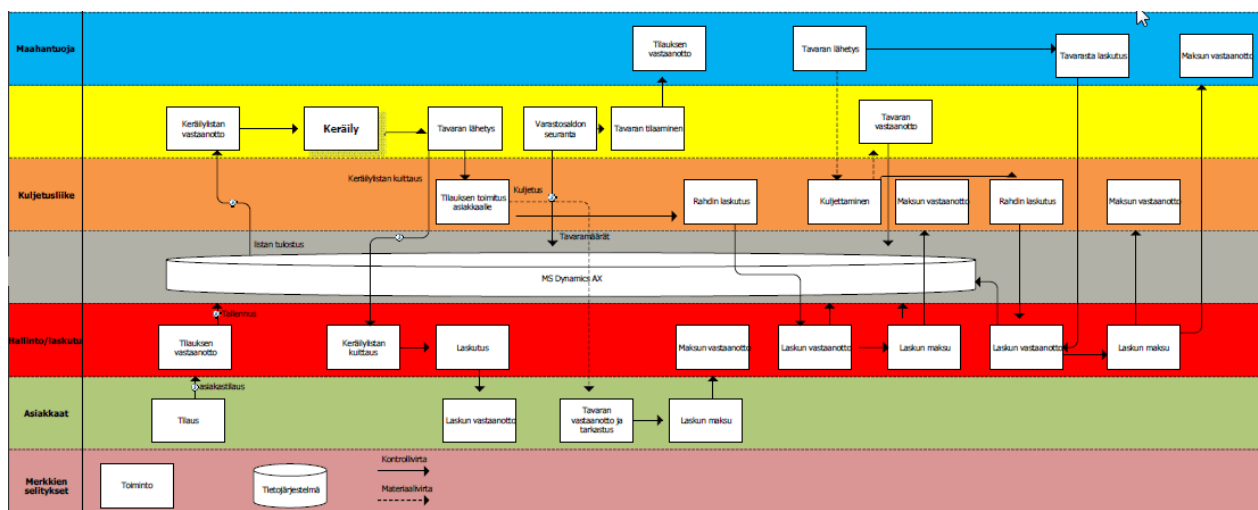 Maahantuoja
Tilauksen
vastaanotto
Tavaran lähetys
Tavarasta laskutus
Maksun vastaanotto
Keräilylistan
vastaanotto
Keräily
Tavaran lähetys
Varastosaldon
seuranta
Tavaran tilaaminen
Tavaran
vastaanotto
Keräilylistan kuittaus
Kuljetusliike
Tilauksen toimitus
asiakkaalle
Kuljetus
Rahdin laskutus
Kuljettaminen
Maksun vastaanotto
Rahdin laskutus
Maksun vastaanotto
listan tulostus
Tavaramäärät
MS Dynamics AX
Tallennus
Hallinto/laskutu
Tilauksen
vastaanotto
Keräilylistan
kuittaus
Laskutus
Maksun vastaanotto
Laskun vastaanotto
Laskun maksu
Laskun vastaanotto
Laskun maksu
asiakastilaus
Asiakkaat
Tilaus
Laskun vastaanotto
Tavaran
vastaanotto ja
tarkastus
Laskun maksu
Merkkien
selitykset
Toiminto
Tietojärjestelmä
Kontrollivirta
Materiaalivirta